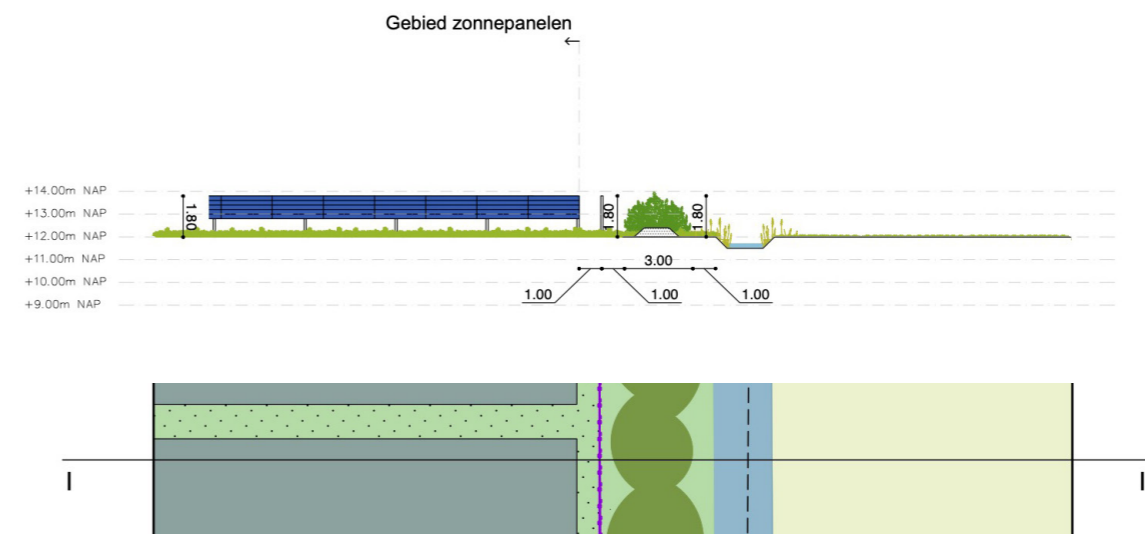 Gebied zonnepanelen
←
+14.00m NAP
+13.00m NAP
+12.00m NAP
+11.00m NAP
+10.00m NAP
+9.00m NAP
1.80
1.80
1.80
3.00
1.00
1.00
1.00
I
I